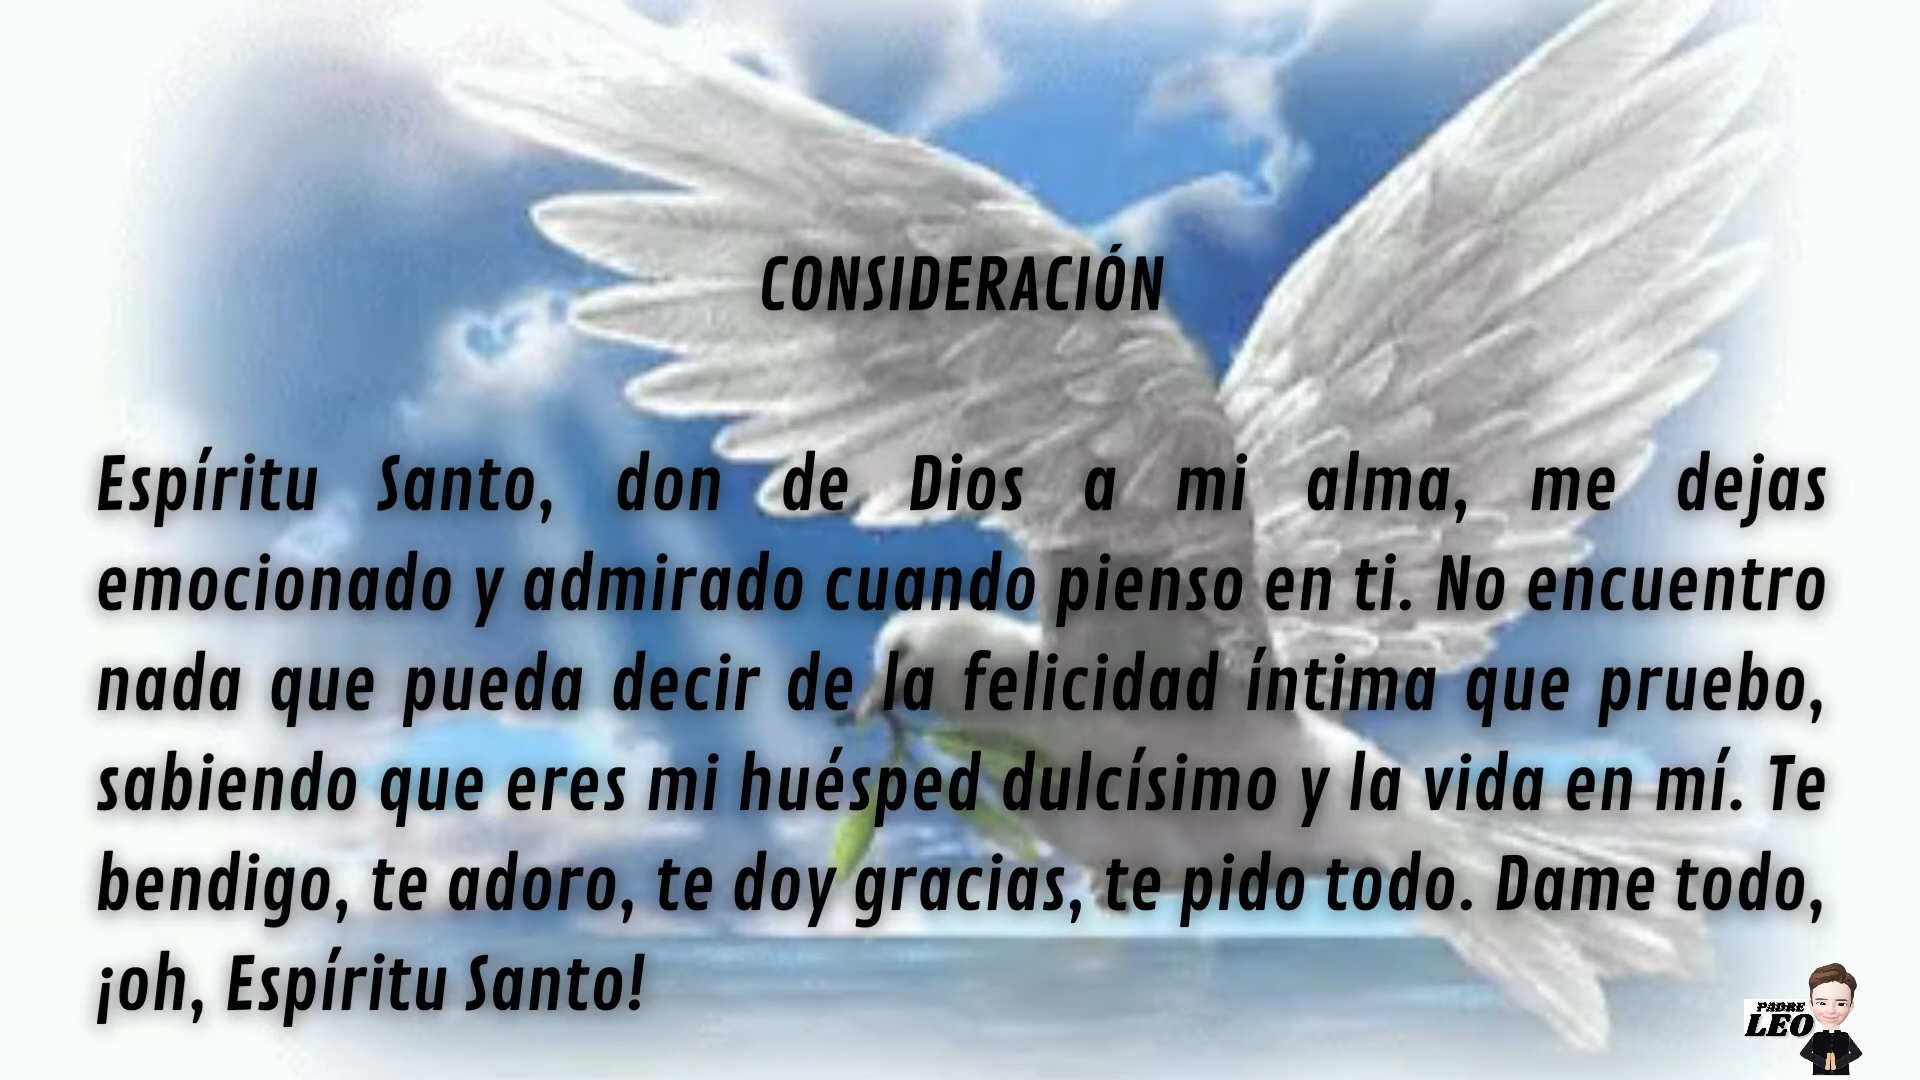 CONSIDERACIÓN
Espíritu Santo, don de Dios a mi alma, me dejas
emocionado y admirado cuando pienso en ti. No encuentro
nada que pueda decir de la felicidad íntima que pruebo,
sabiendo que eres mi huésped dulcísimo y la vida en mí. Te
bendigo, te adoro, te doy gracias, te pido todo. Dame todo,
¡oh, Espíritu Santo!
PADRE
LEO